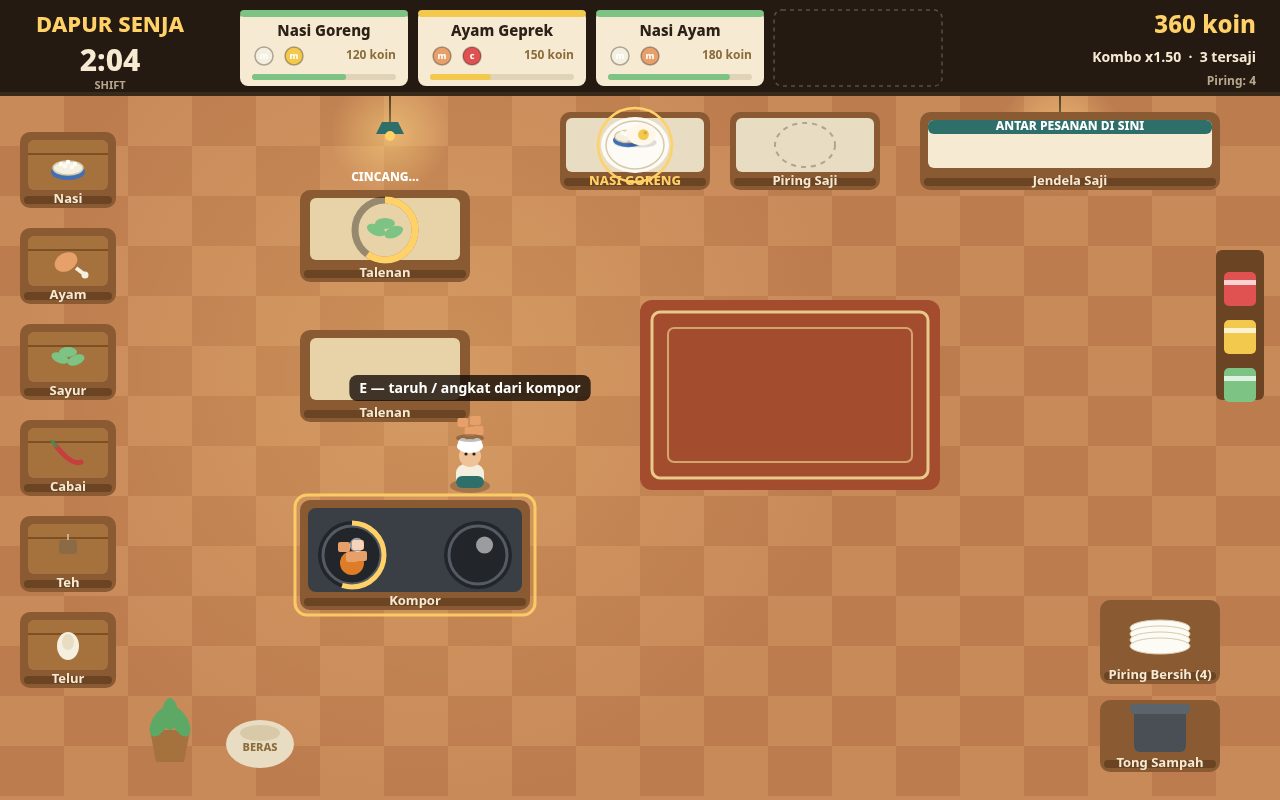 DAPUR SENJA
2:04
SHIFT
Nasi Goreng
m
120 koin
Ayam Geprek
m
c
150 koin
Nasi Ayam
m
180 koin
360 koin
Kombo x1.50 · 3 tersaji
Piring: 4
Nasi
Ayam
Sayur
Cabai
Teh
Telur
CINCANG...
Talenan
NASI GORENG
Piring Saji
ANTAR PESANAN DI SINI
Jendela Saji
E — taruh / angkat dari kompor
Talenan
Kompor
BERAS
Piring Bersih (4)
Tong Sampah